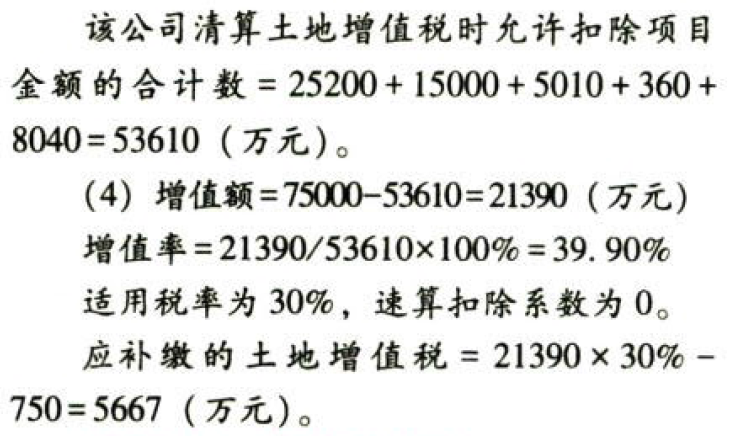 该公司清算土地增值税时允许扣除项目
金额的合计数=25200+15000+5010+360+
8040=53610（万元）。
（4）增值额=75000-53610=21390（万元）
增值率=21390/53610×100%=39.90%
适用税率为30%，速算扣除系数为0。
应补缴的土地增值税=21390×30%-
750=5667（万元）。